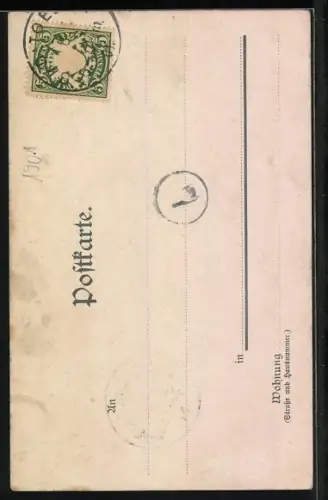 Postkarte.
1901
An
in
Wohnung
(Straße und Hausnummer)